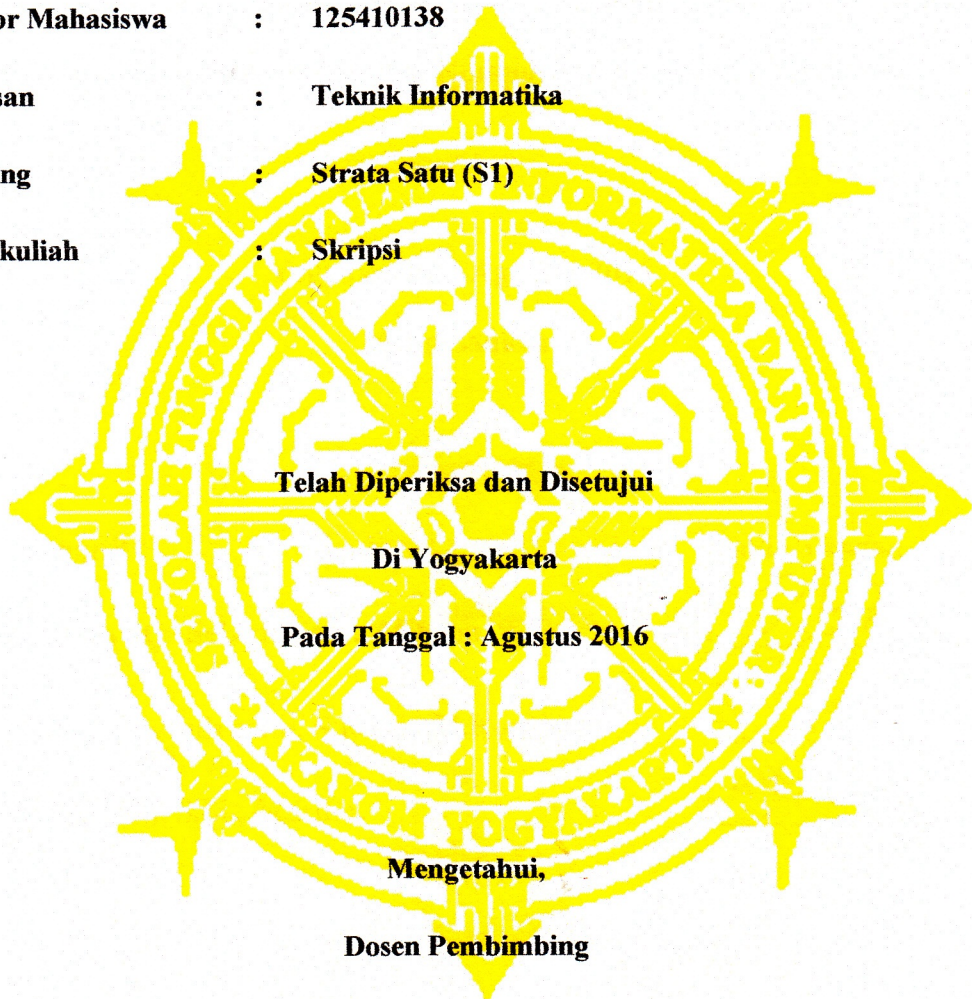 or Mahasiswa : 125410138
san : Teknik Informatika
ng : Strata Satu (S1)
kuliah : Skripsi
Telah Diperiksa dan Disetujui
Di Yogyakarta
Pada Tanggal : Agustus 2016
Mengetahui,
Dosen Pembimbing
SEKOLAH TINGGI MANAJEMEN INFORMATIKA DAN KOMPUTER
* AKAKOM YOGYAKARTA *